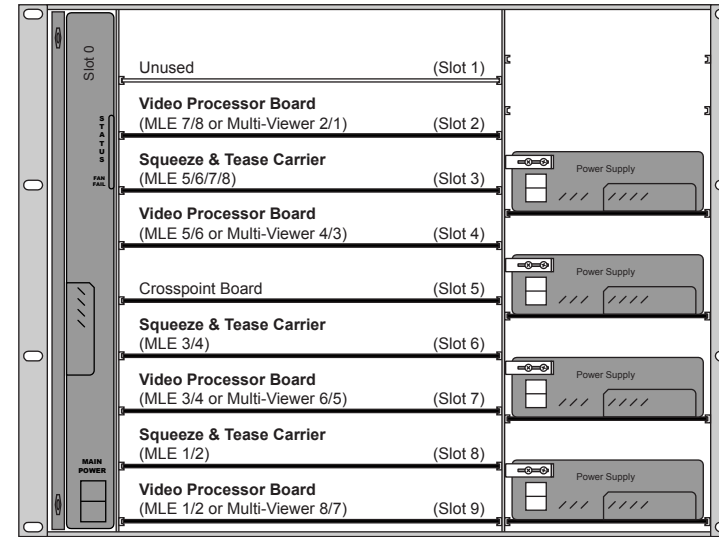 Slot 0
STATUS
FAN
FAIL
MAIN
POWER
Unused (Slot 1)
Video Processor Board
(MLE 7/8 or Multi-Viewer 2/1) (Slot 2)
Squeeze & Tease Carrier
(MLE 5/6/7/8) (Slot 3)
Video Processor Board
(MLE 5/6 or Multi-Viewer 4/3) (Slot 4)
Crosspoint Board (Slot 5)
Squeeze & Tease Carrier
(MLE 3/4) (Slot 6)
Video Processor Board
(MLE 3/4 or Multi-Viewer 6/5) (Slot 7)
Squeeze & Tease Carrier
(MLE 1/2) (Slot 8)
Video Processor Board
(MLE 1/2 or Multi-Viewer 8/7) (Slot 9)
Power Supply
Power Supply
Power Supply
Power Supply